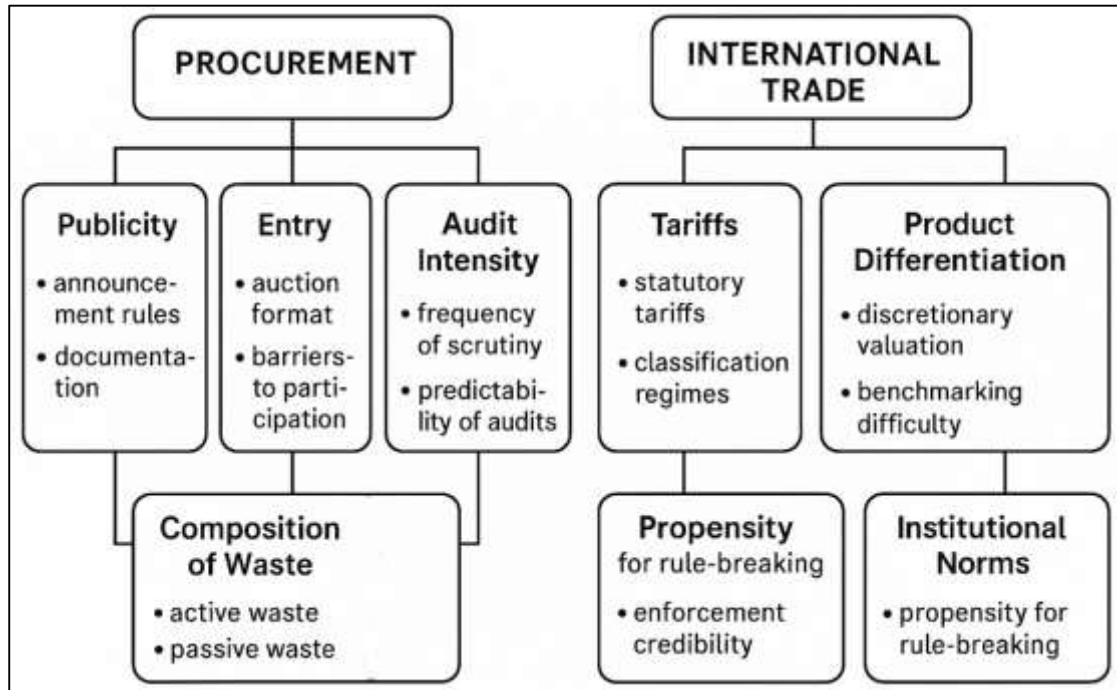 PROCUREMENT
INTERNATIONAL
TRADE
Publicity
• announce-
ment rules
• documenta-
tion
Entry
• auction
format
• barriers-
to parti-
cipation
Audit
Intensity
• frequency
of scrutiny
• predictabi-
lity of audits
Tariffs
• statutory
tariffs
• classification
regimes
Product
Differentiation
• discretionary
valuation
• benchmarking
difficulty
Composition
of Waste
• active waste
• passive waste
Propensity
for rule-breaking
• enforcement
credibility
Institutional
Norms
• propensity for
rule-breaking